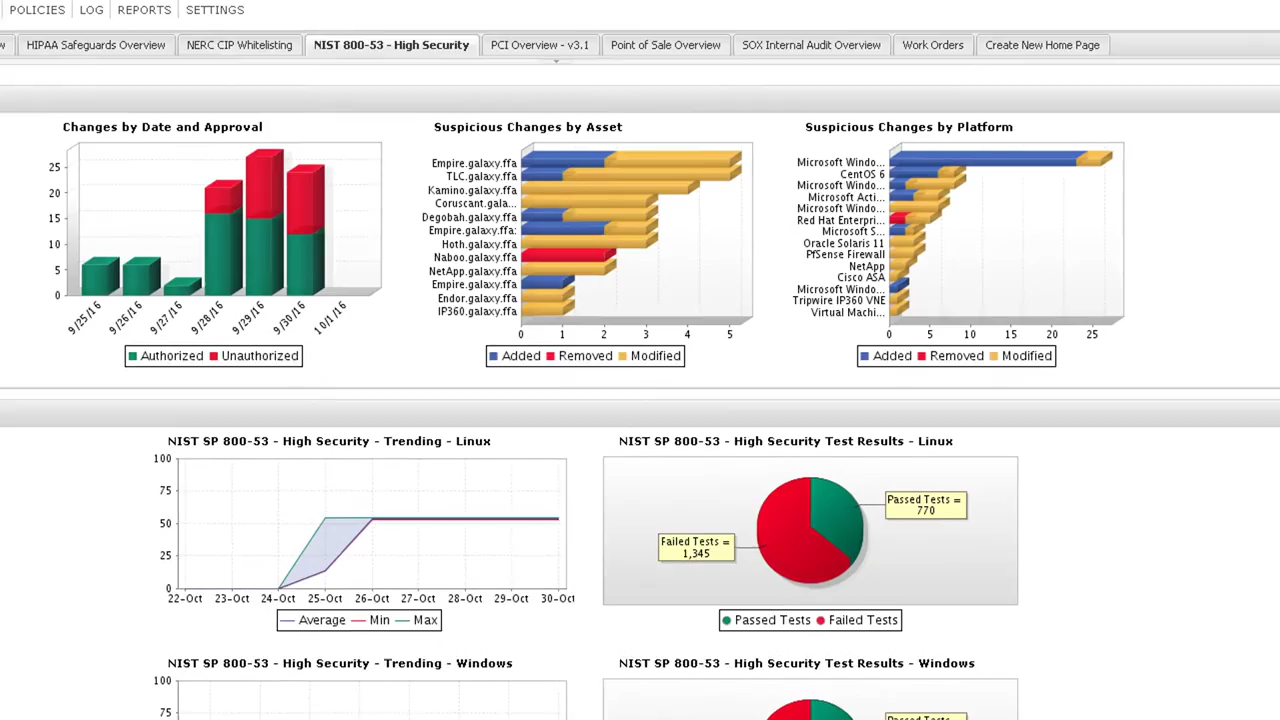 POLICIES LOG REPORTS SETTINGS
HIPAA Safeguards Overview NERC CIP Whitelisting NIST 800-53 - High Security PCI Overview - v3.1 Point of Sale Overview SOX Internal Audit Overview Work Orders Create New Home Page
Changes by Date and Approval
25
20
15
10
5
0
9/25/16 9/26/16 9/27/16 9/28/16 9/29/16 9/30/16 10/1/16
Authorized Unauthorized
Suspicious Changes by Asset
Empire.galaxy.ffa
TLC.galaxy.ffa
Kamino.galaxy.ffa
Coruscant.gala...
Degobah.galaxy.ffa
Empire.galaxy.ffa:
Hoth.galaxy.ffa
Naboo.galaxy.ffa
NetApp.galaxy.ffa
Empire.galaxy.ffa
Endor.galaxy.ffa
IP360.galaxy.ffa
0 1 2 3 4 5
Added Removed Modified
Suspicious Changes by Platform
Microsoft Windo...
CentOS 6
Microsoft Windo...
Microsoft Acti...
Microsoft Windo...
Red Hat Enterpri...
Microsoft S...
Oracle Solaris 11
PfSense Firewall
NetApp
Cisco ASA
Microsoft Windo...
Tripwire IP360 VNE
Virtual Machi...
0 5 10 15 20 25
Added Removed Modified
NIST SP 800-53 - High Security - Trending - Linux
100
75
50
25
0
22-Oct 23-Oct 24-Oct 25-Oct 26-Oct 27-Oct 28-Oct 29-Oct 30-Oct
Average Min Max
NIST SP 800-53 - High Security Test Results - Linux
Passed Tests =
770
Failed Tests =
1,345
Passed Tests Failed Tests
NIST SP 800-53 - High Security - Trending - Windows
100
75
NIST SP 800-53 - High Security Test Results - Windows